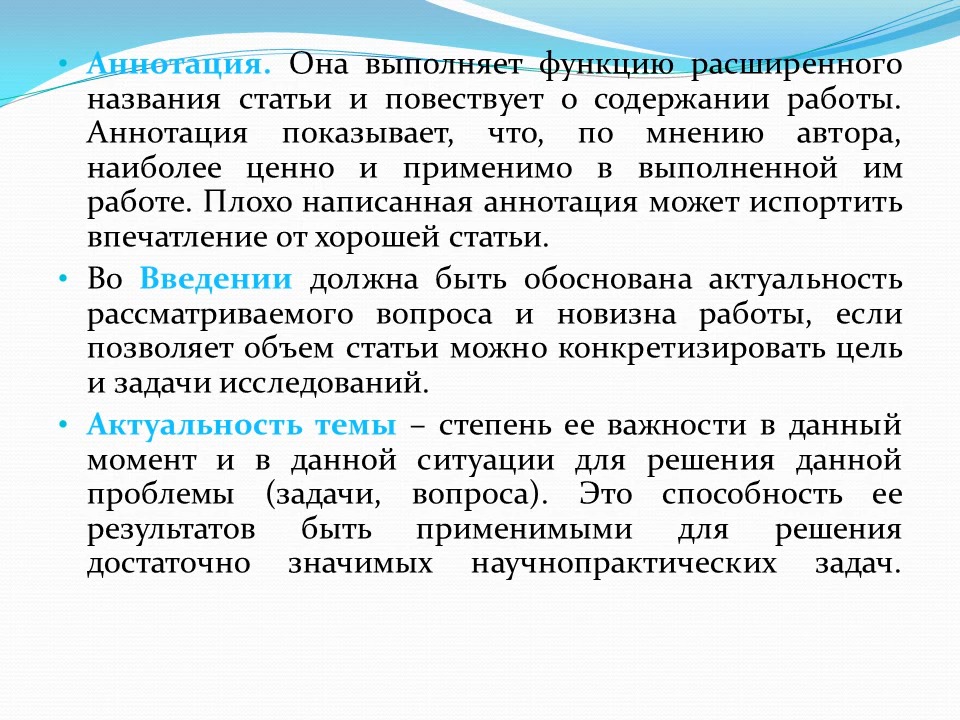 • Аннотация. Она выполняет функцию расширенного
названия статьи и повествует о содержании работы.
Аннотация показывает, что, по мнению автора,
наиболее ценно и применимо в выполненной им
работе. Плохо написанная аннотация может испортить
впечатление от хорошей статьи.
• Во Введении должна быть обоснована актуальность
рассматриваемого вопроса и новизна работы, если
позволяет объем статьи можно конкретизировать цель
и задачи исследований.
• Актуальность темы – степень ее важности в данный
момент и в данной ситуации для решения данной
проблемы (задачи, вопроса). Это способность ее
результатов быть применимыми для решения
достаточно значимых научнопрактических задач.